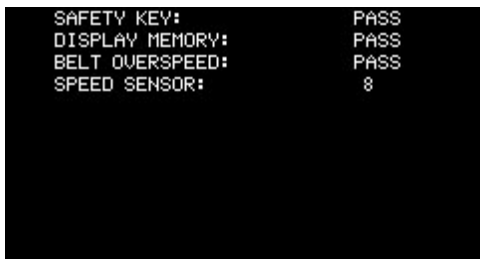 SAFETY KEY: PASS
DISPLAY MEMORY: PASS
BELT OVERSPEED: PASS
SPEED SENSOR: 8